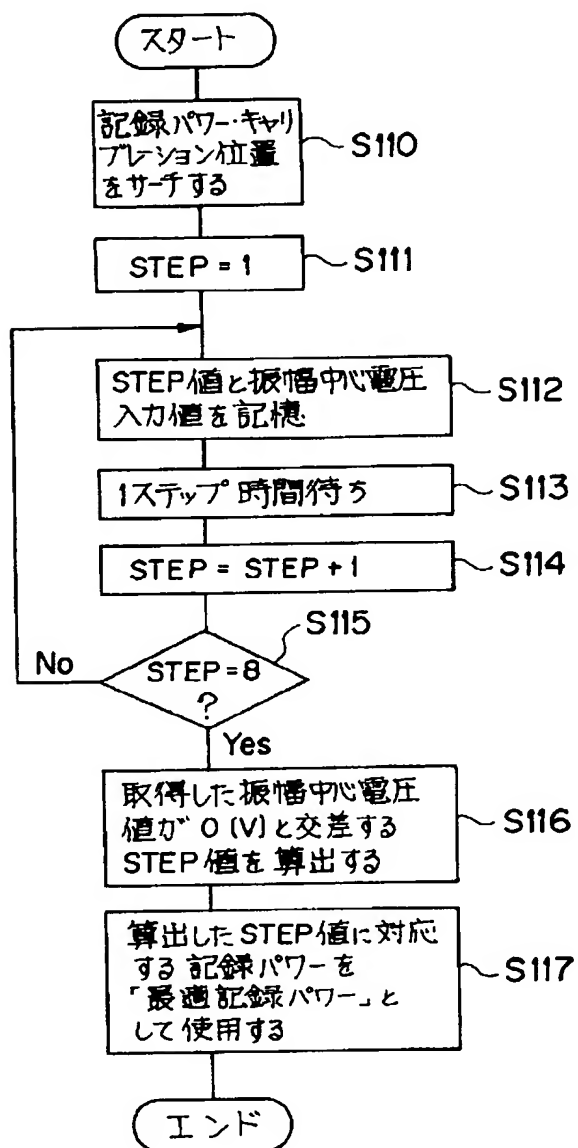 スタート
記録パワー・キャリ
ブレーション位置
をサーチする
S110
STEP = 1
S111
STEP値と振幅中心電圧
入力値を記憶
S112
1ステップ時間待ち
S113
STEP = STEP+1
S114
S115
STEP=8
?
No
Yes
取得した振幅中心電圧
値が 0 (V)と交差する
STEP値を算出する
S116
算出したSTEP値に対応
する記録パワーを
「最適記録パワー」と
して使用する
S117
エンド